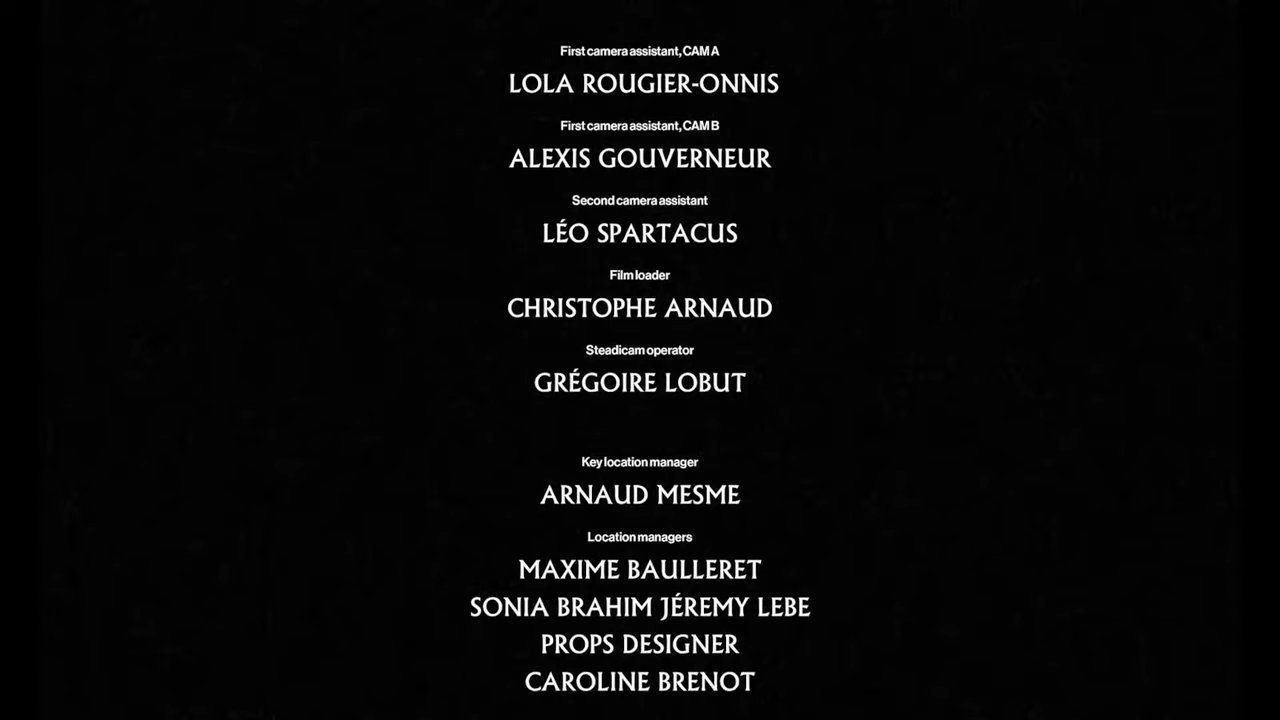 First camera assistant, CAM A
LOLA ROUGIER-ONNIS
First camera assistant, CAM B
ALEXIS GOUVERNEUR
Second camera assistant
LÉO SPARTACUS
Film loader
CHRISTOPHE ARNAUD
Steadicam operator
GRÉGOIRE LOBUT
Key location manager
ARNAUD MESME
Location managers
MAXIME BAULLERET
SONIA BRAHIM JÉREMY LEBE
PROPS DESIGNER
CAROLINE BRENOT